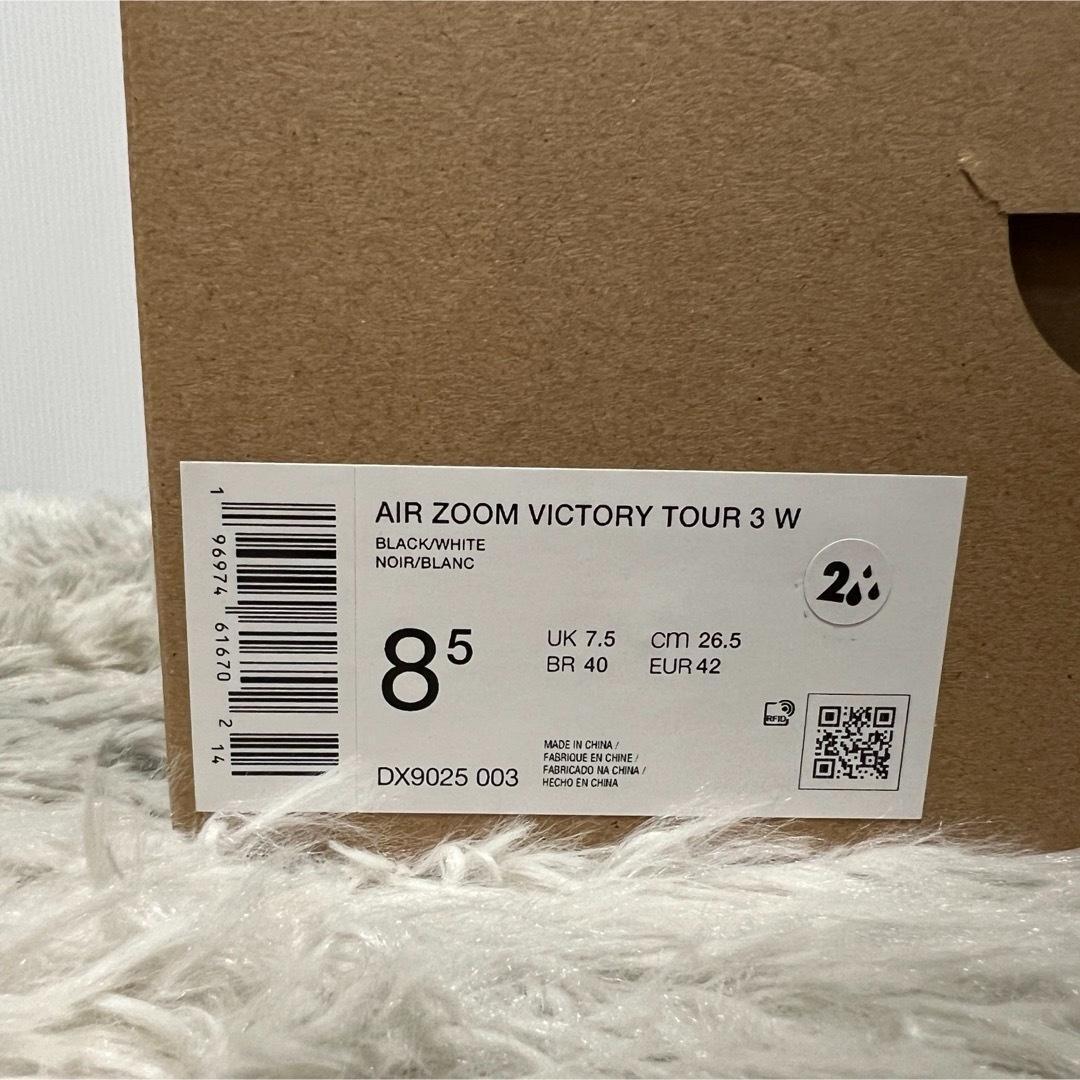 AIR ZOOM VICTORY TOUR 3 W
BLACK/WHITE
NOIR/BLANC
2
8 5
UK 7.5 cm 26.5
BR 40 EUR 42
RFID
MADE IN CHINA /
FABRIQUE EN CHINE /
FABRICADO NA CHINA /
HECHO EN CHINA
DX9025 003
1 96974 61670 2 14